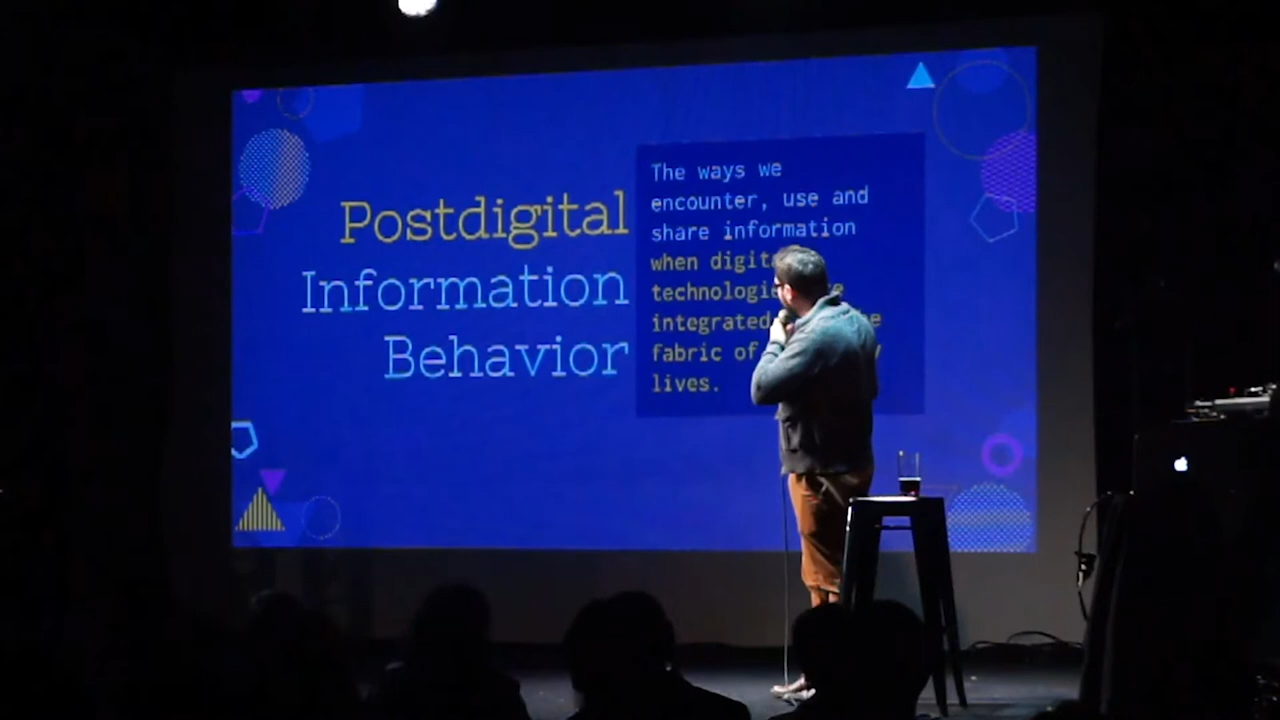 Postdigital
Information
Behavior
The ways we
encounter, use and
share information
when
lives.
integrated
fabric of